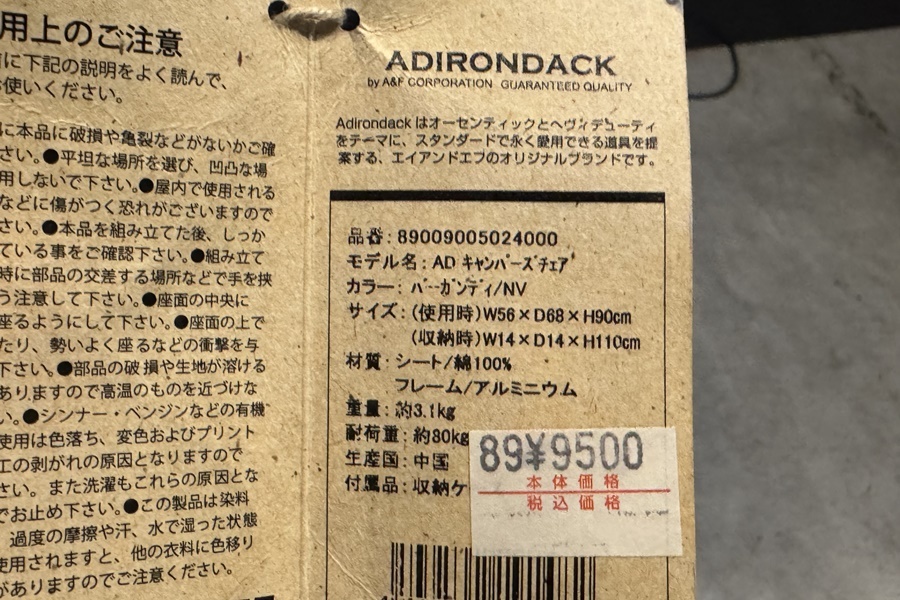 用上のご注意
に下記の説明をよく読んで、
使いください。
に本品に破損や亀裂などがないかご確
さい。●平坦な場所を選び、凹凸な場
用しないで下さい。●屋内で使用される
などに傷がつく恐れがございますので
さい。●本品を組み立てた後、しっか
ている事をご確認下さい。●組み立て
時に部品の交差する場所などで手を挟
う注意して下さい。●座面の中央に
座るようにして下さい。●座面の上で
たり、勢いよく座るなどの衝撃を与
下さい。●部品の破損や生地が溶ける
ありますので高温のものを近づけな
い。●シンナー・ベンジンなどの有機
使用は色落ち、変色およびプリント
工の剥がれの原因となりますので
さい。また洗濯もこれらの原因とな
でお止め下さい。●この製品は染料
過度の摩擦や汗、水で湿った状態
使用されますと、他の衣料に色移り
がありますのでご注意ください。
ADIRONDACK
by A&F CORPORATION GUARANTEED QUALITY
Adirondack はオーセンティックとヘヴィデューティ
をテーマに、スタンダードで永く愛用できる道具を提
案する、エイアンドエフのオリジナルブランドです。
品番：89009005024000
モデル名：AD キャンパーズチェア
カラー：バーガンディ/NV
サイズ：(使用時)W56×D68×H90cm
(収納時)W14×D14×H110cm
材質：シート/綿100%
フレーム/アルミニウム
重量：約3.1kg
耐荷重：約80kg
生産国：中国
付属品：収納ケ
89¥9500
本体価格
税込価格